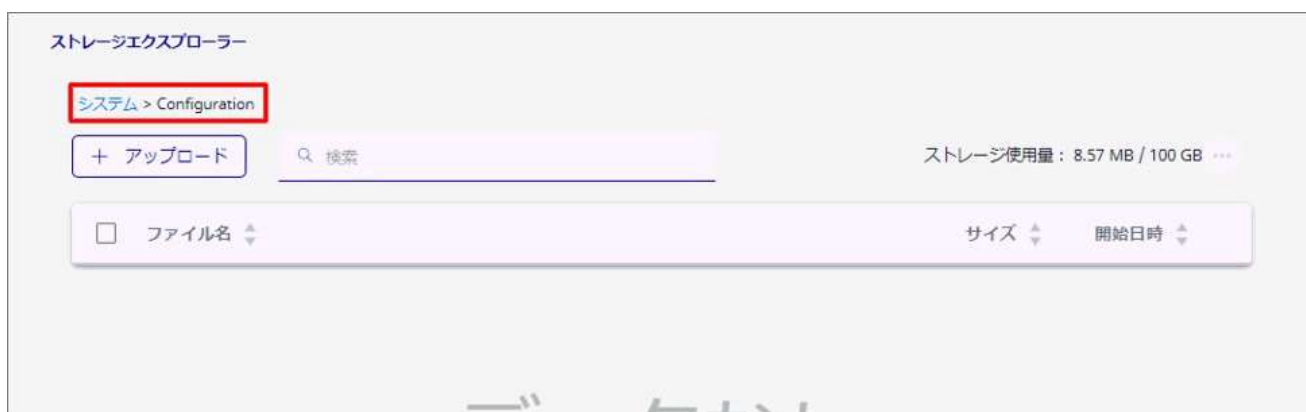 ストレージエクスプローラー
システム > Configuration
+ アップロード
検索
ストレージ使用量： 8.57 MB / 100 GB ...
ファイル名 サイズ 開始日時